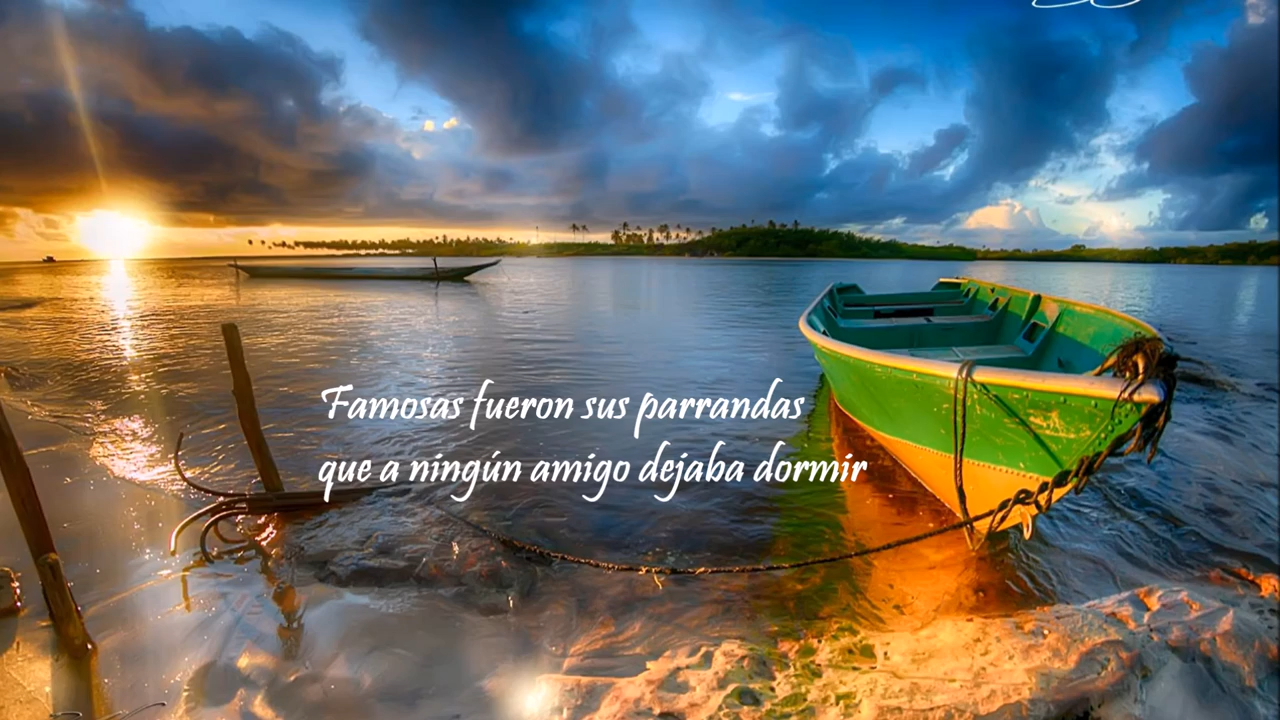 Famosas fueron sus parrandas
que a ningún amigo dejaba dormir